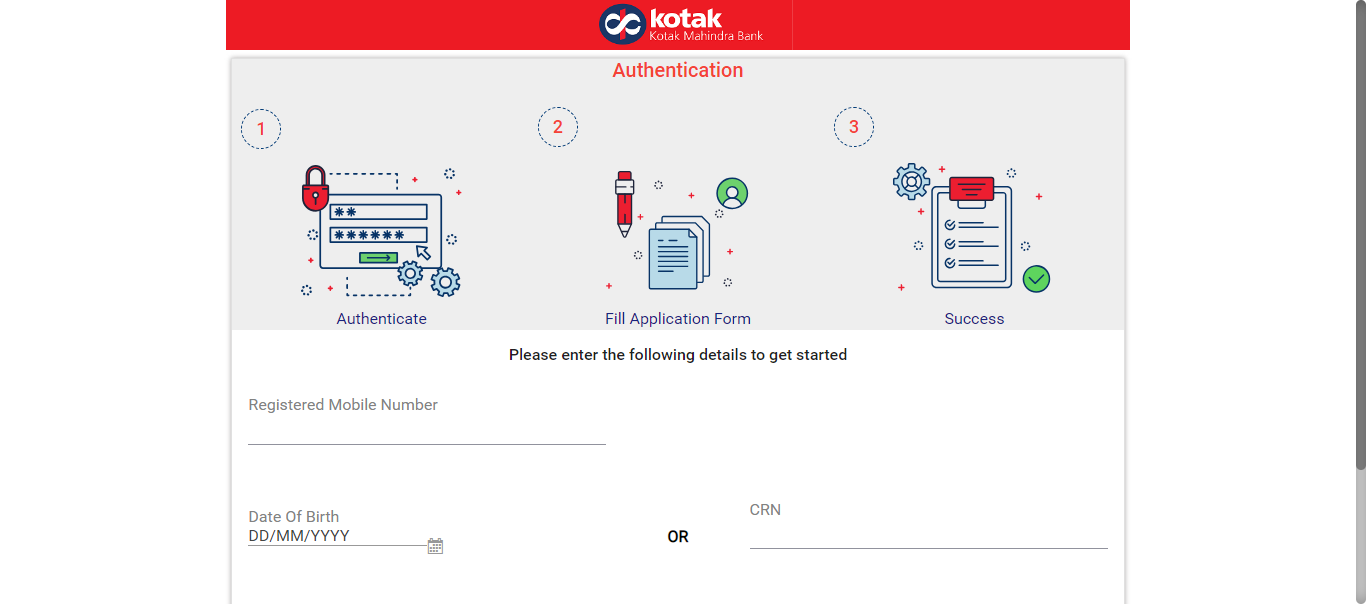 kotak
Kotak Mahindra Bank
Authentication
1
2
3
**
******
Authenticate
Fill Application Form
Success
Please enter the following details to get started
Registered Mobile Number
Date Of Birth
DD/MM/YYYY
OR
CRN